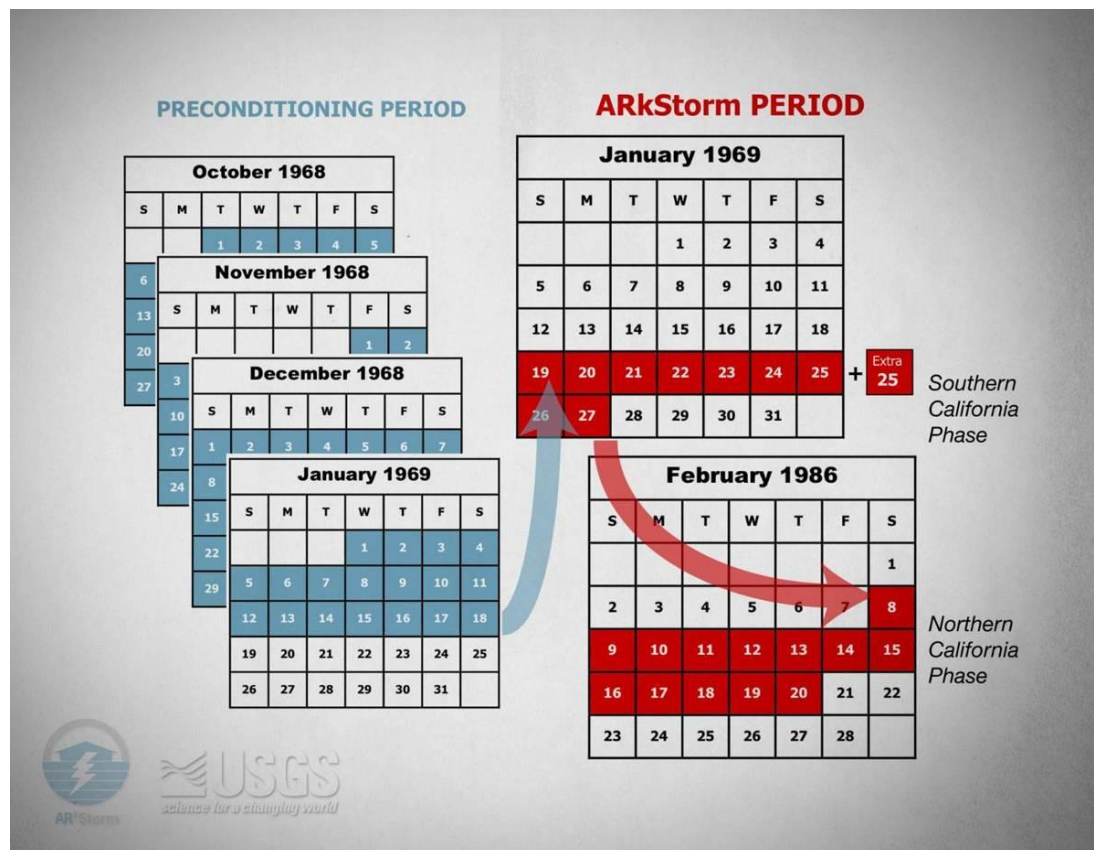 PRECONDITIONING PERIOD
October 1968
S M T W T F S
1 2 3 4 5
6
13
20
27
November 1968
S M T W T F S
1 2
3
10
17
24
December 1968
S M T W T F S
1 2 3 4 5 6 7
8
15
22
29
January 1969
S M T W T F S
1 2 3 4
5 6 7 8 9 10 11
12 13 14 15 16 17 18
19 20 21 22 23 24 25
26 27 28 29 30 31
ARkStorm PERIOD
January 1969
S M T W T F S
1 2 3 4
5 6 7 8 9 10 11
12 13 14 15 16 17 18
19 20 21 22 23 24 25
+ Extra
25
26 27 28 29 30 31
Southern
California
Phase
February 1986
S M T W T F S
1
2 3 4 5 6 7 8
9 10 11 12 13 14 15
16 17 18 19 20 21 22
23 24 25 26 27 28
Northern
California
Phase
ARkStorm
USGS
science for a changing world